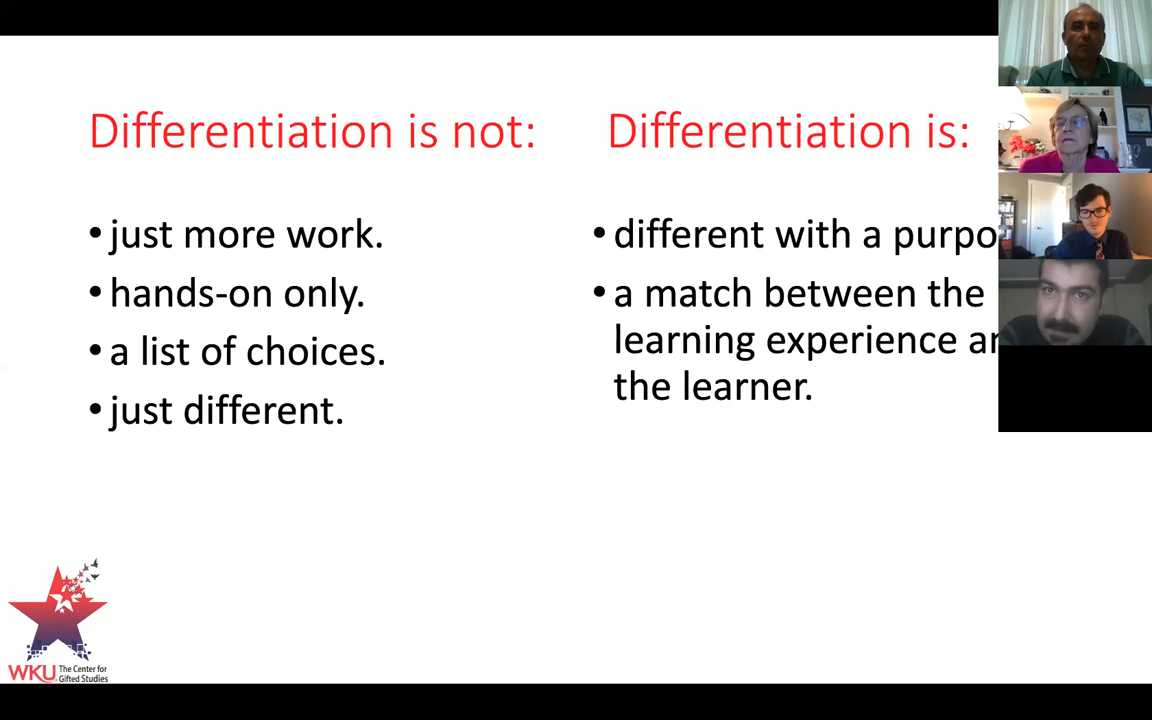 Differentiation is not:
• just more work.
• hands-on only.
• a list of choices.
• just different.
Differentiation is:
• different with a
• a match between the
learning experience
the learner.
WKU The Center for
Gifted Studies